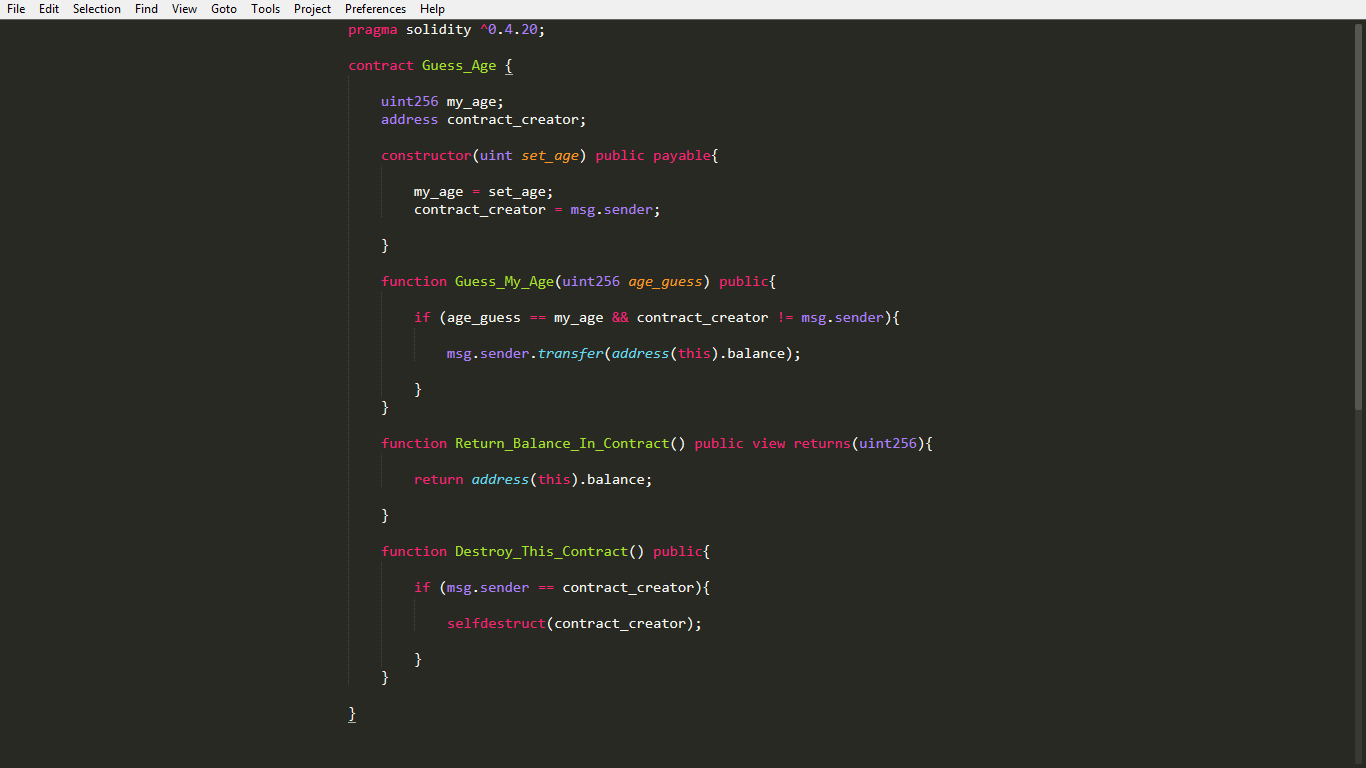 File Edit Selection Find View Goto Tools Project Preferences Help
pragma solidity ^0.4.20;
contract Guess_Age {
uint256 my_age;
address contract_creator;
constructor(uint set_age) public payable{
my_age = set_age;
contract_creator = msg.sender;
}
function Guess_My_Age(uint256 age_guess) public{
if (age_guess == my_age && contract_creator != msg.sender){
msg.sender.transfer(address(this).balance);
}
}
function Return_Balance_In_Contract() public view returns(uint256){
return address(this).balance;
}
function Destroy_This_Contract() public{
if (msg.sender == contract_creator){
selfdestruct(contract_creator);
}
}
}